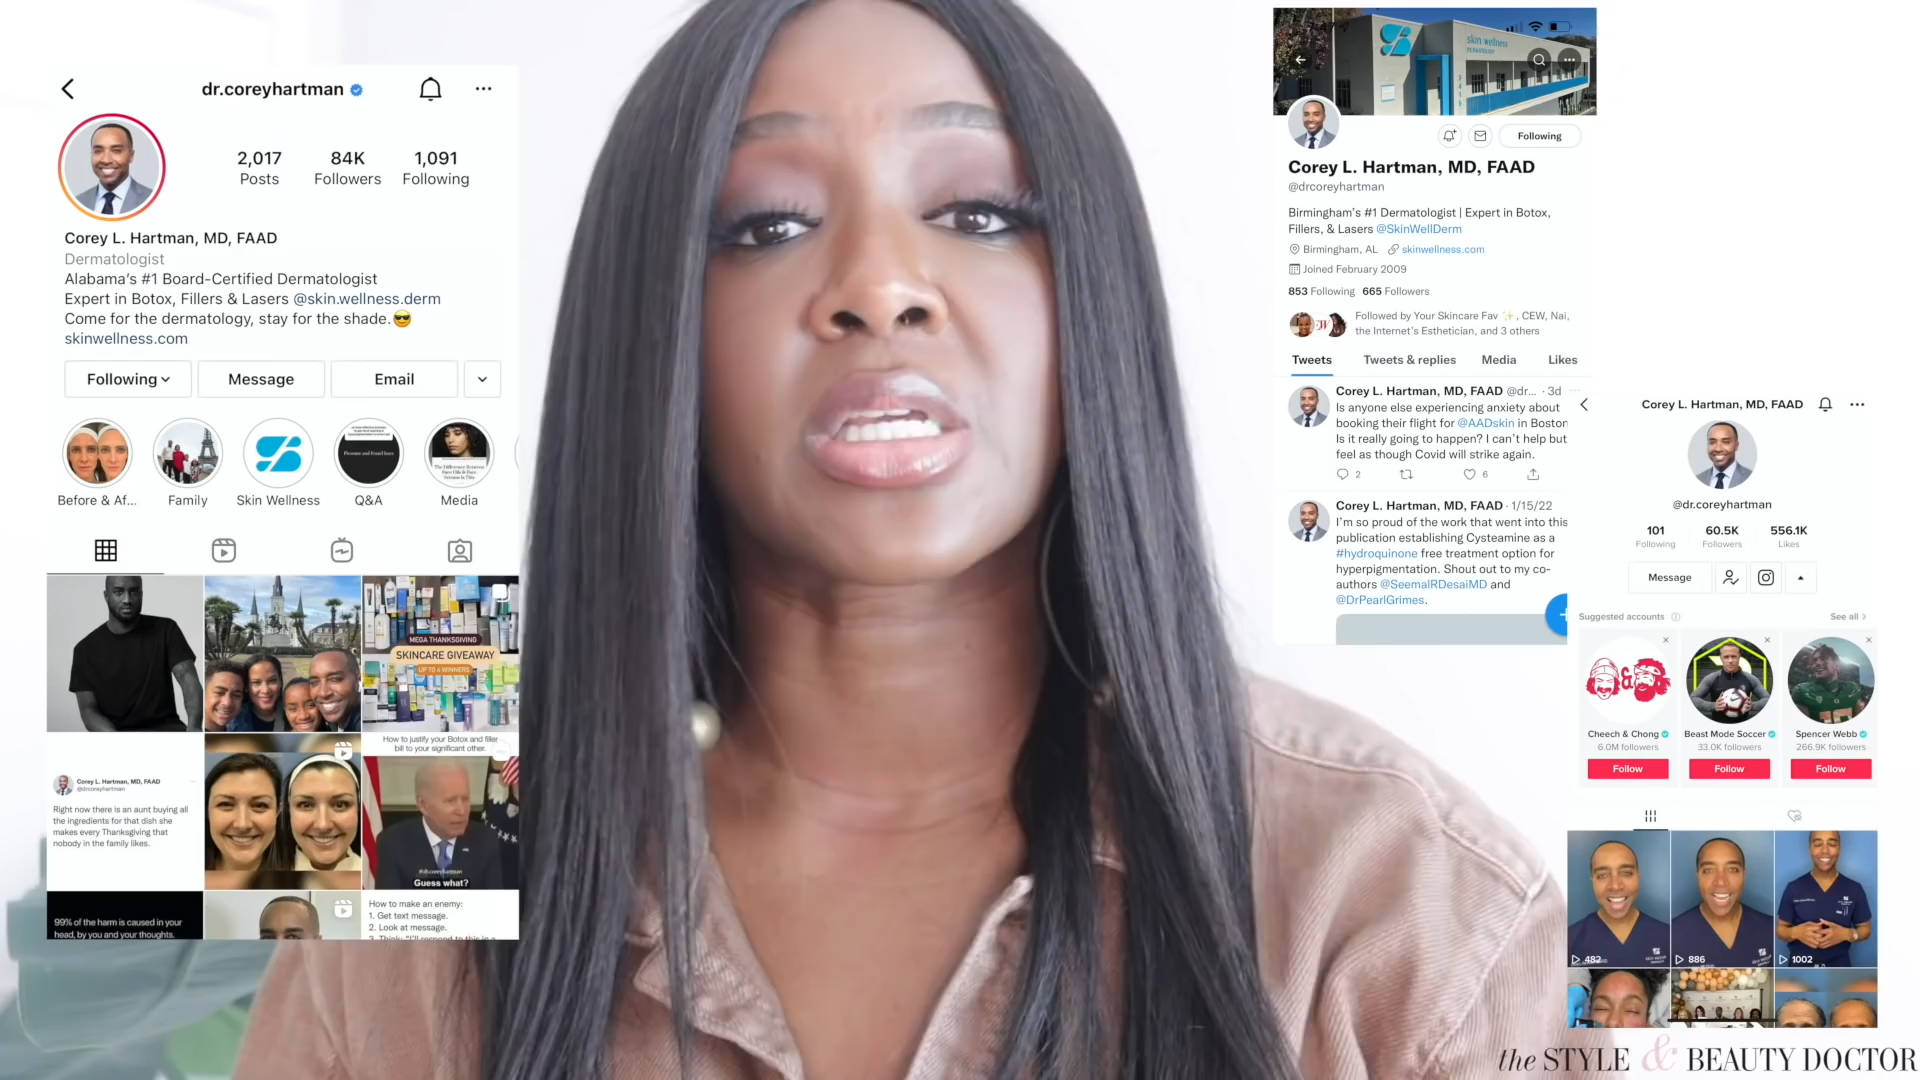 dr.coreyhartman
2,017
Posts
84K
Followers
1,091
Following
Corey L. Hartman, MD, FAAD
Dermatologist
Alabama's #1 Board-Certified Dermatologist
Expert in Botox, Fillers & Lasers @skin.wellness.derm
Come for the dermatology, stay for the shade.😎
skinwellness.com
Following
Message
Email
Before & Af...
Family
Skin Wellness
Q&A
Media
MEGA THANKSGIVING
SKINCARE GIVEAWAY
UP TO 4 WINNERS
Corey L. Hartman, MD, FAAD
@drcoreyhartman
Right now there is an aunt buying all
the ingredients for that dish she
makes every Thanksgiving that
nobody in the family likes.
How to justify your Botox and filler
bill to your significant other.
Guess what?
99% of the harm is caused in your
head, by you and your thoughts.
How to make an enemy:
1. Get text message.
2. Look at message.
skin wellness
DERMATOLOGY
Following
Corey L. Hartman, MD, FAAD
@drcoreyhartman
Birmingham's #1 Dermatologist | Expert in Botox,
Fillers, & Lasers @SkinWellDerm
Birmingham, AL skinwellness.com
Joined February 2009
853 Following 665 Followers
Followed by Your Skincare Fav ✨, CEW, Nai,
the Internet's Esthetician, and 3 others
Tweets Tweets & replies Media Likes
Corey L. Hartman, MD, FAAD @dr... · 3d
Is anyone else experiencing anxiety about
booking their flight for @AADskin in Boston
Is it really going to happen? I can't help but
feel as though Covid will strike again.
2 6
Corey L. Hartman, MD, FAAD · 1/15/22
I'm so proud of the work that went into this
publication establishing Cysteamine as a
#hydroquinone free treatment option for
hyperpigmentation. Shout out to my co-
authors @SeemalRDesaiMD and
@DrPearlGrimes.
Corey L. Hartman, MD, FAAD
@dr.coreyhartman
101
Following
60.5K
Followers
556.1K
Likes
Message
Suggested accounts
See all
Cheech & Chong
6.0M followers
Follow
Beast Mode Soccer
33.0K followers
Follow
Spencer Webb
266.9K followers
Follow
482
886
1002
the STYLE & BEAUTY DOCTOR